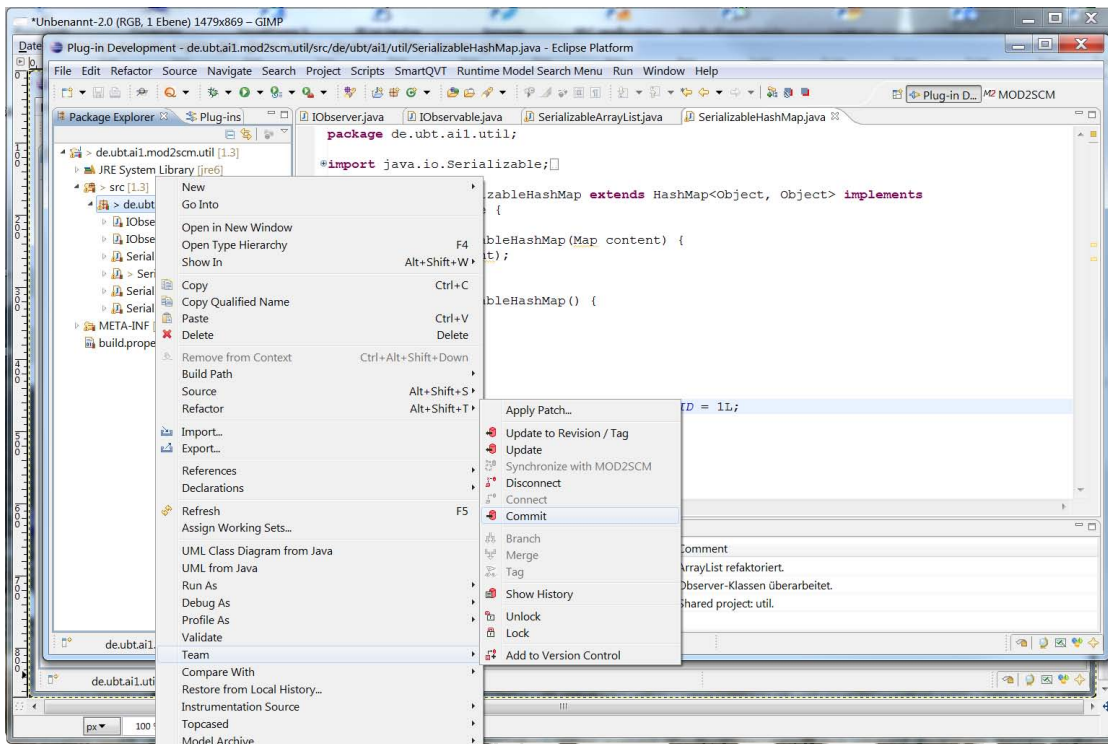 *Unbenannt-2.0 (RGB, 1 Ebene) 1479x869 – GIMP
Date
Plug-in Development - de.ubt.ai1.mod2scm.util/src/de/ubt/ai1/util/SerializableHashMap.java - Eclipse Platform
File Edit Refactor Source Navigate Search Project Scripts SmartQVT Runtime Model Search Menu Run Window Help
Plug-in D... M2 MOD2SCM
Package Explorer Plug-ins IObserver.java IObservable.java SerializableArrayList.java SerializableHashMap.java
package de.ubt.ai1.util;
> de.ubt.ai1.mod2scm.util [1.3]
import java.io.Serializable;
JRE System Library [jre6]
> src [1.3]
izableHashMap extends HashMap<Object, Object> implements
> de.ubt
{
IObse
IObse
ableHashMap(Map content) {
Serial
t);
> Seri
Serial
ableHashMap() {
Serial
META-INF
build.prope
New
Go Into
Open in New Window
Open Type Hierarchy F4
Show In Alt+Shift+W
Copy Ctrl+C
Copy Qualified Name
Paste Ctrl+V
Delete Delete
Remove from Context Ctrl+Alt+Shift+Down
Build Path
Source Alt+Shift+S
Refactor Alt+Shift+T
ID = 1L;
Import...
Export...
References
Declarations
Refresh F5
Assign Working Sets...
UML Class Diagram from Java
UML from Java
Run As
Debug As
Profile As
Validate
Team
Compare With
Restore from Local History...
Instrumentation Source
Topcased
Model Archive
Apply Patch...
Update to Revision / Tag
Update
Synchronize with MOD2SCM
Disconnect
Connect
Commit
Branch
Merge
Tag
Show History
Unlock
Lock
Add to Version Control
Comment
ArrayList refaktoriert.
Observer-Klassen überarbeitet.
Shared project: util.
de.ubt.ai1.
de.ubt.ai1.uti
px 100